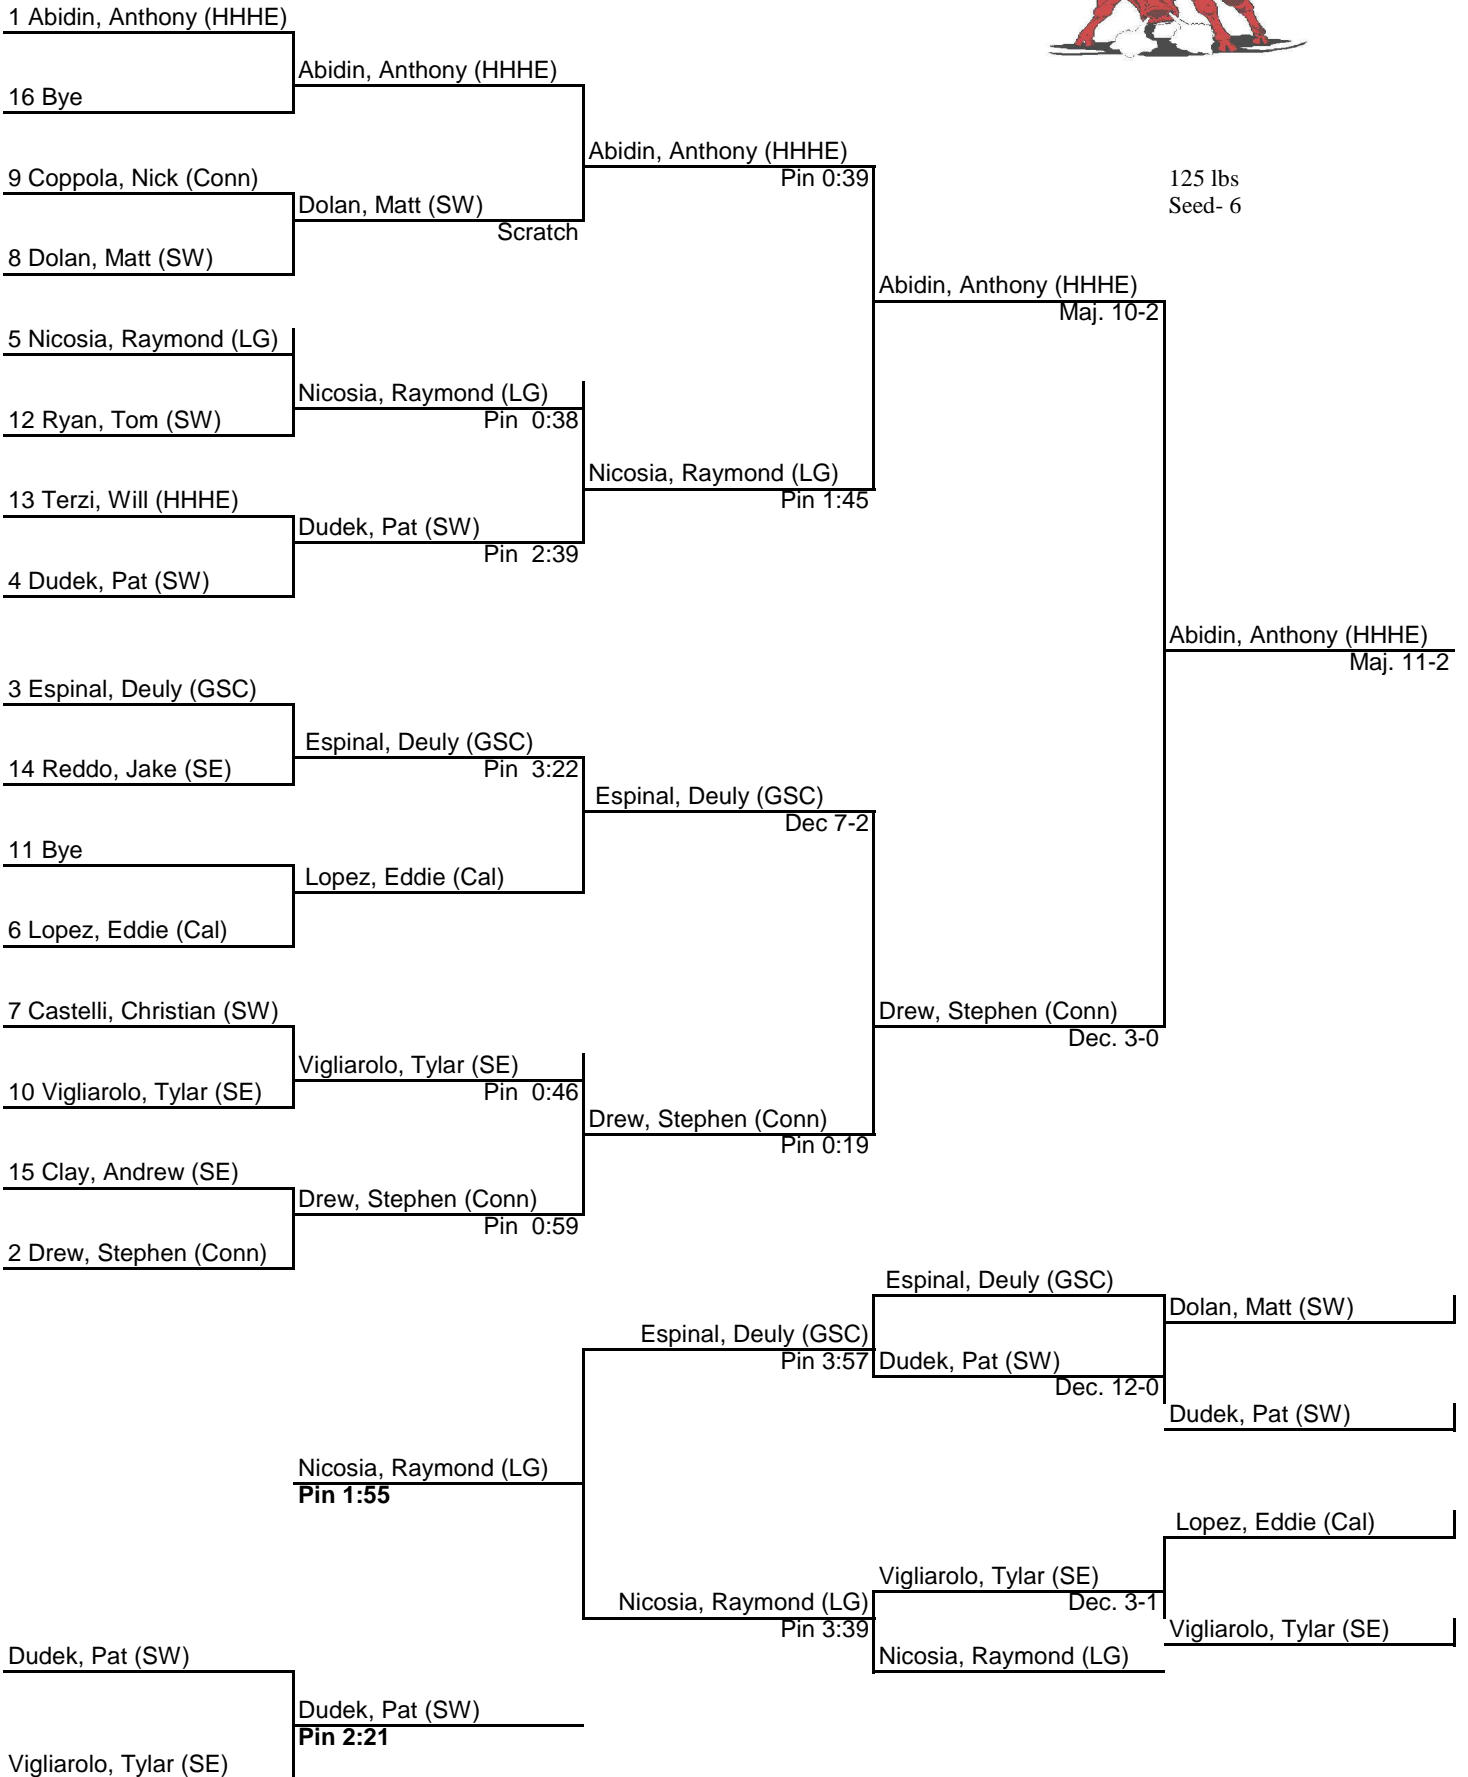 1 Abidin, Anthony (HHHE)
Abidin, Anthony (HHHE)
16 Bye
Abidin, Anthony (HHHE)
Pin 0:39
9 Coppola, Nick (Conn)
125 lbs
Dolan, Matt (SW)
Seed- 6
Scratch
8 Dolan, Matt (SW)
Abidin, Anthony (HHHE)
Maj. 10-2
5 Nicosia, Raymond (LG)
Nicosia, Raymond (LG)
Pin  0:38
12 Ryan, Tom (SW)
Nicosia, Raymond (LG)
Pin 1:45
13 Terzi, Will (HHHE)
Dudek, Pat (SW)
Pin  2:39
4 Dudek, Pat (SW)
Abidin, Anthony (HHHE)
Maj. 11-2
3 Espinal, Deuly (GSC)
Espinal, Deuly (GSC)
Pin  3:22
14 Reddo, Jake (SE)
Espinal, Deuly (GSC)
Dec 7-2
11 Bye
Lopez, Eddie (Cal)
6 Lopez, Eddie (Cal)
7 Castelli, Christian (SW)
Drew, Stephen (Conn)
Dec. 3-0
Vigliarolo, Tylar (SE)
Pin  0:46
10 Vigliarolo, Tylar (SE)
Drew, Stephen (Conn)
Pin 0:19
15 Clay, Andrew (SE)
Drew, Stephen (Conn)
Pin  0:59
2 Drew, Stephen (Conn)
Espinal, Deuly (GSC)
Dolan, Matt (SW)
Espinal, Deuly (GSC)
Pin 3:57
Dudek, Pat (SW)
Dec. 12-0
Dudek, Pat (SW)
Nicosia, Raymond (LG)
Pin 1:55
Lopez, Eddie (Cal)
Vigliarolo, Tylar (SE)
Dec. 3-1
Nicosia, Raymond (LG)
Pin 3:39
Vigliarolo, Tylar (SE)
Nicosia, Raymond (LG)
Dudek, Pat (SW)
Dudek, Pat (SW)
Pin 2:21
Vigliarolo, Tylar (SE)